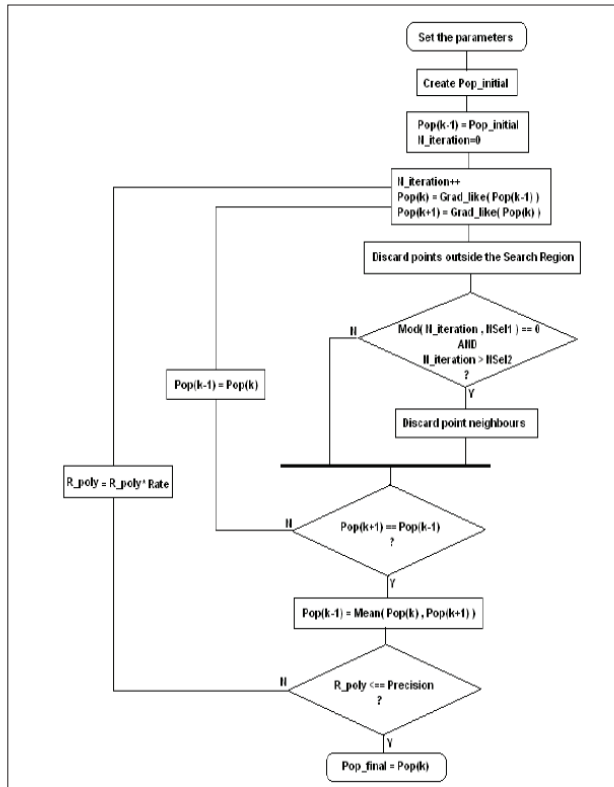 Set the parameters
Create Pop_initial
Pop(k-1) = Pop_initial
N_iteration=0
N_iteration++
Pop(k) = Grad_like( Pop(k-1) )
Pop(k+1) = Grad_like( Pop(k) )
Discard points outside the Search Region
Mod( N_iteration , NSel1 ) == 0
AND
N_iteration > NSel2
?
N
Y
Pop(k-1) = Pop(k)
Discard point neighbours
R_poly = R_poly* Rate
Pop(k+1) == Pop(k-1)
?
N
Y
Pop(k-1) = Mean( Pop(k) , Pop(k+1) )
R_poly <== Precision
?
N
Y
Pop_final = Pop(k)